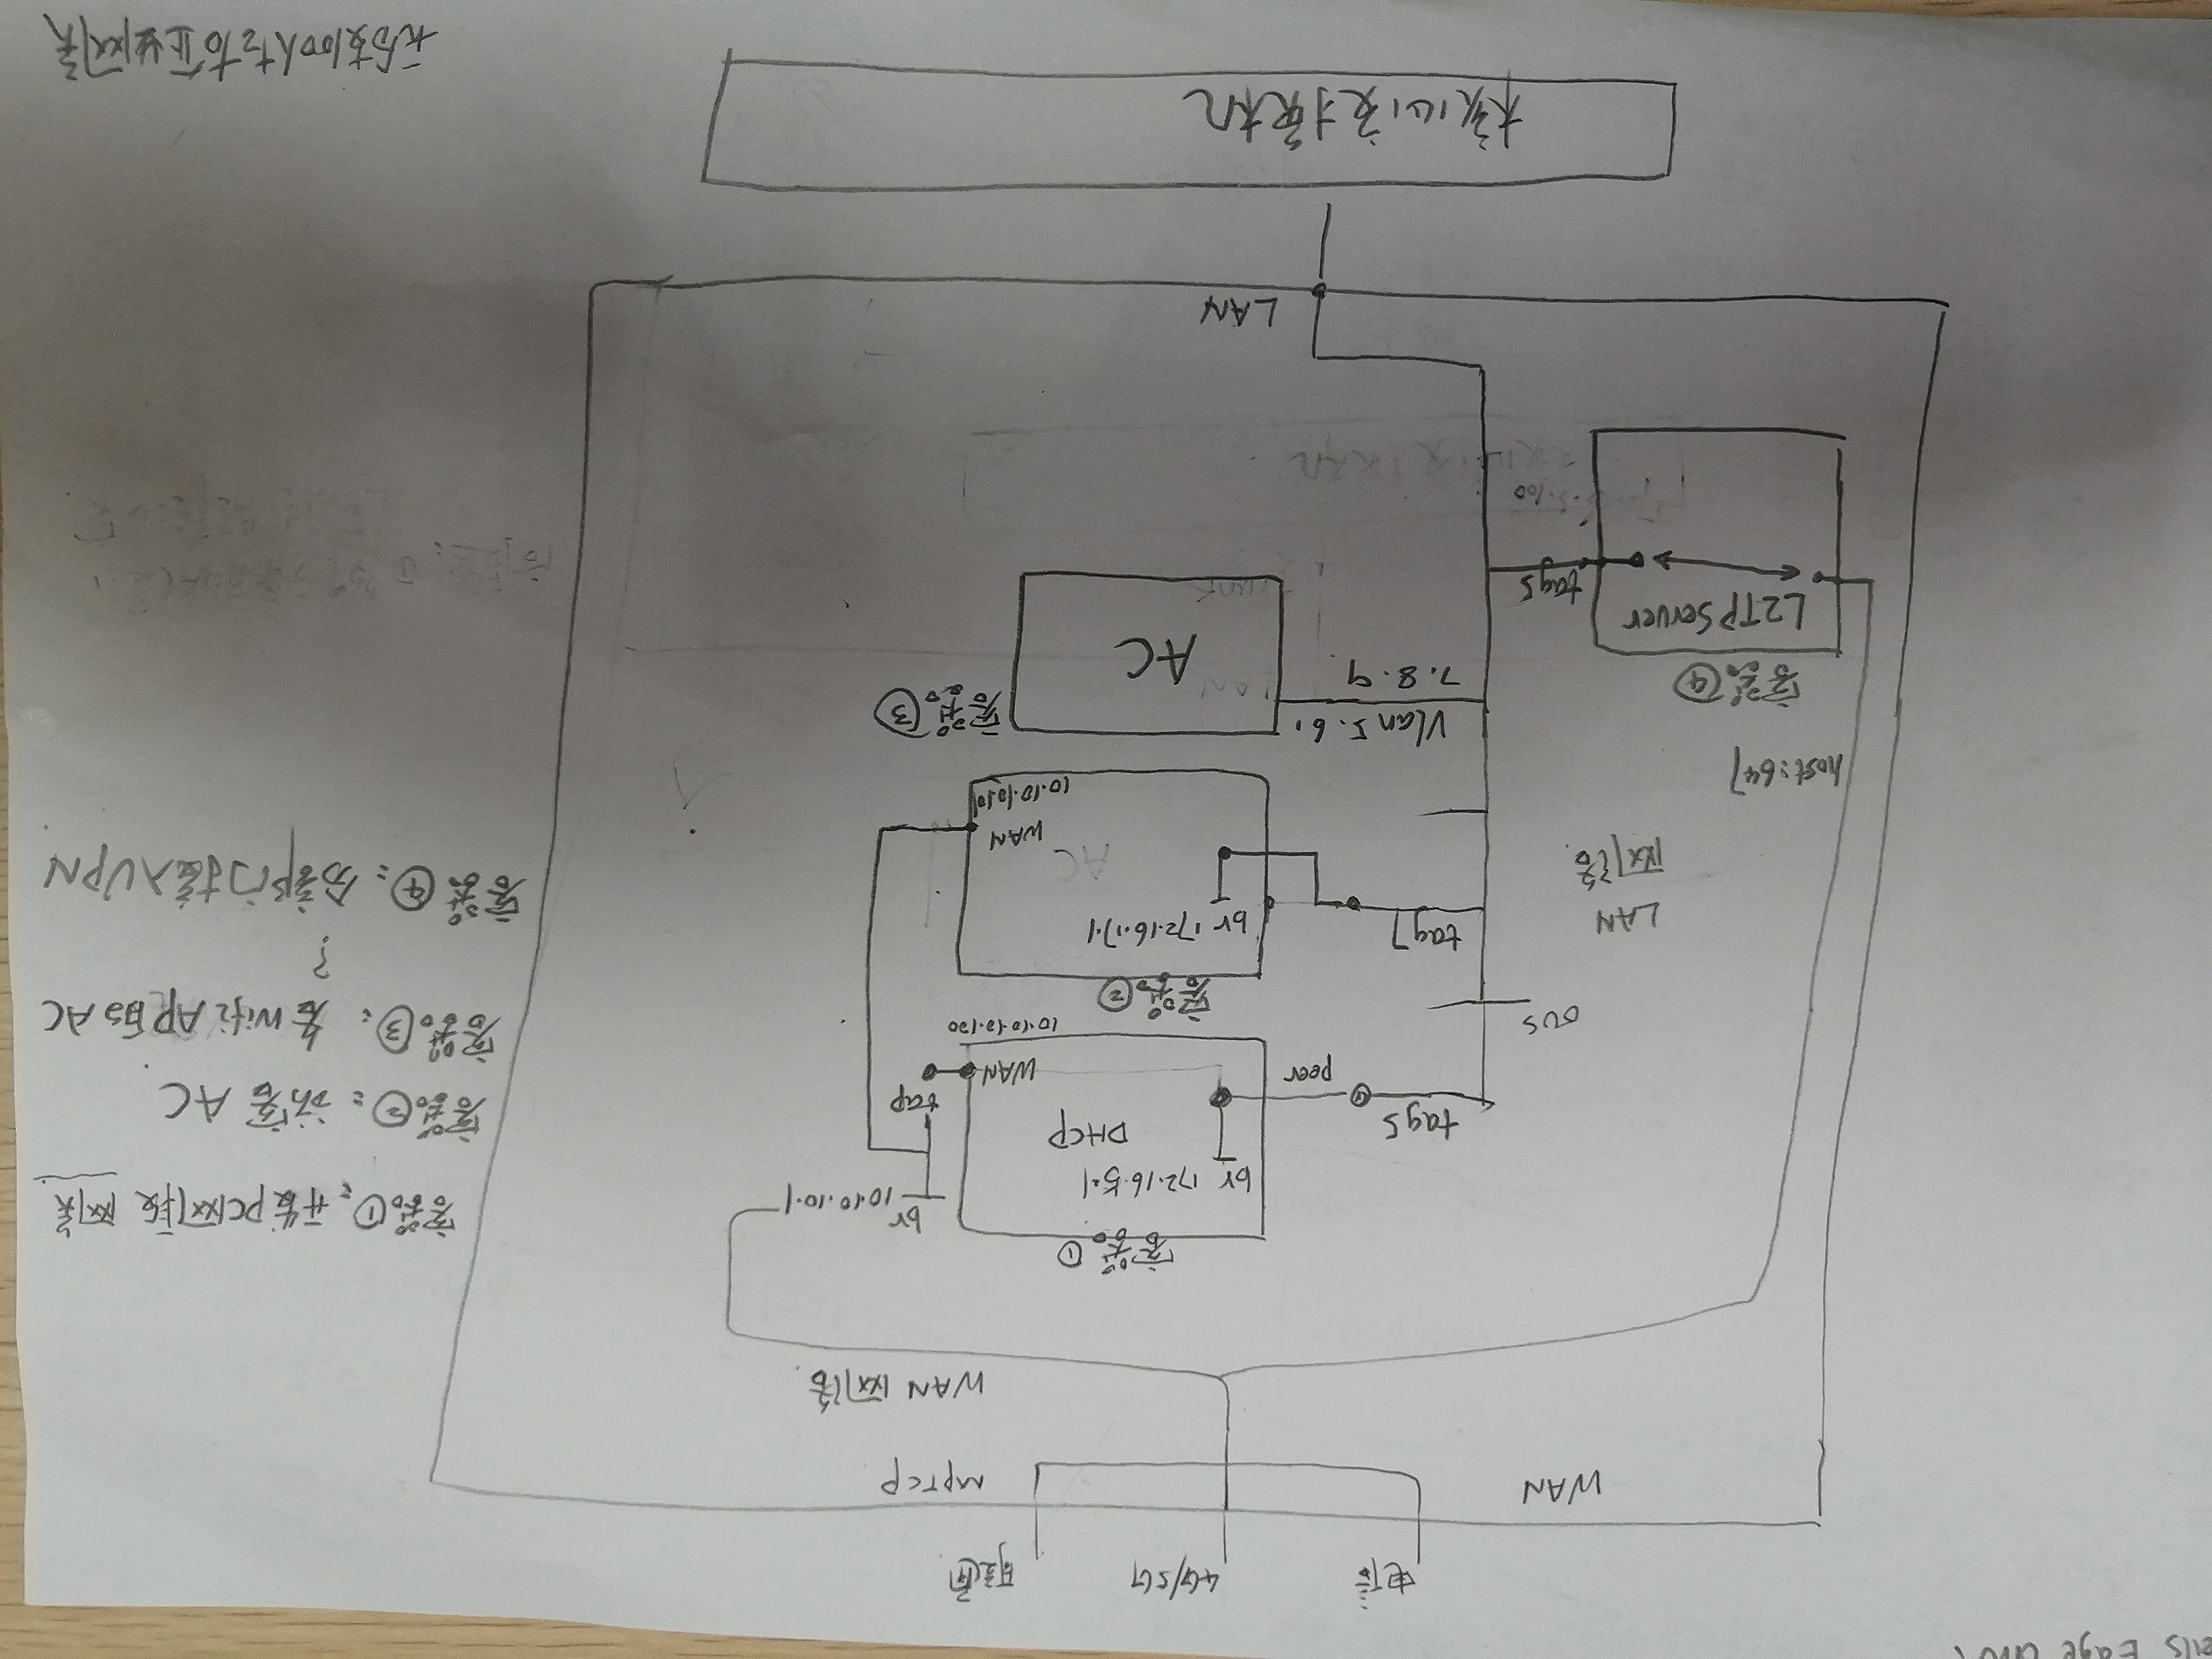 电信
4G/5G
联通
WAN
MPTCP
WAN 网络
容器①
br 172.16.5.1
DHCP
br 10.10.10.1
tag5
peer
tap
WAN
10.10.10.100
OVS
容器②
tag7
br 172.16.17.1
AC
WAN
10.10.10.101
LAN
网络
host:647
Vlan 5.6.
7.8.9
容器③
AC
容器④
L2TP Server
tag5
5.100
LAN
核心交换机
容器①: 开发PC网段 网关
容器②: 访客 AC
容器③: 各wifi AP的 AC
?
容器④: 分部门接入VPN
无分支100人左右企业网关